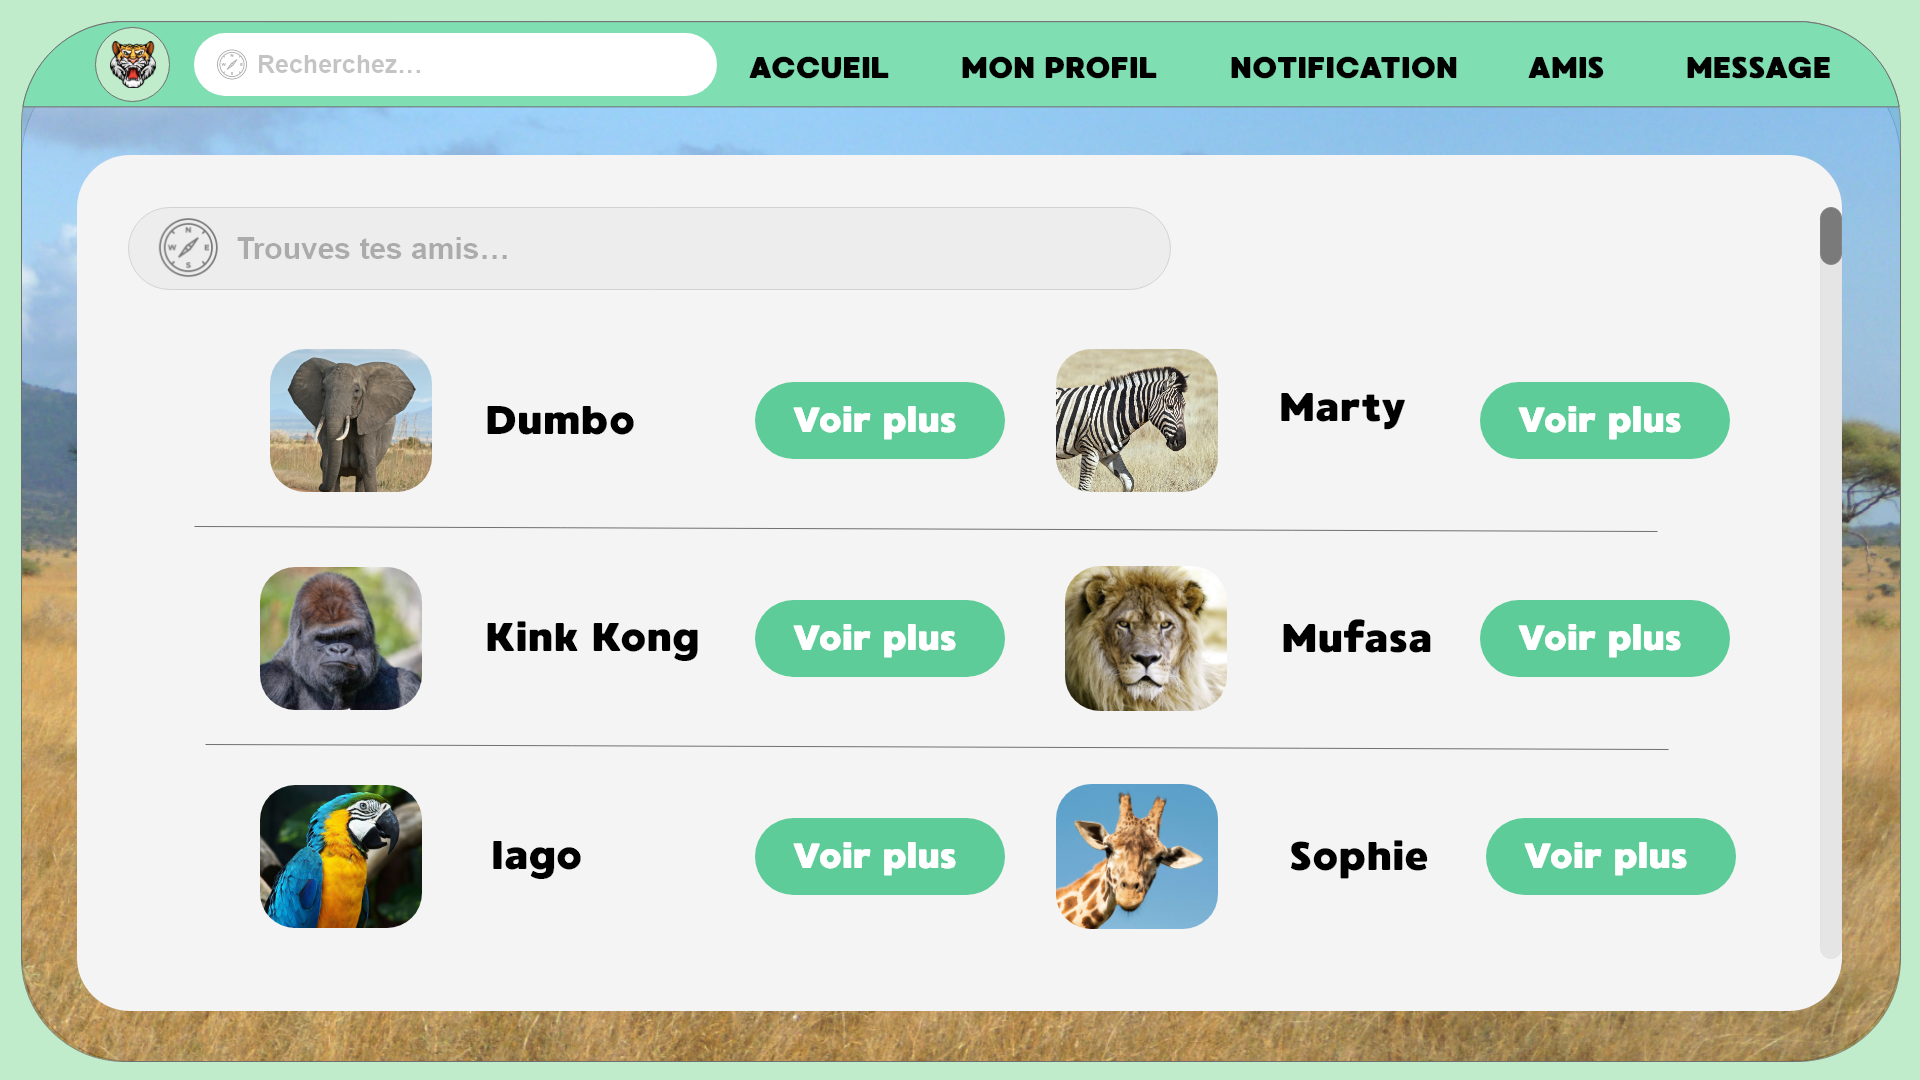 Recherchez...
ACCUEIL
MON PROFIL
NOTIFICATION
AMIS
MESSAGE
N
W E
S
Trouves tes amis...
Dumbo
Voir plus
Marty
Voir plus
Kink Kong
Voir plus
Mufasa
Voir plus
Iago
Voir plus
Sophie
Voir plus